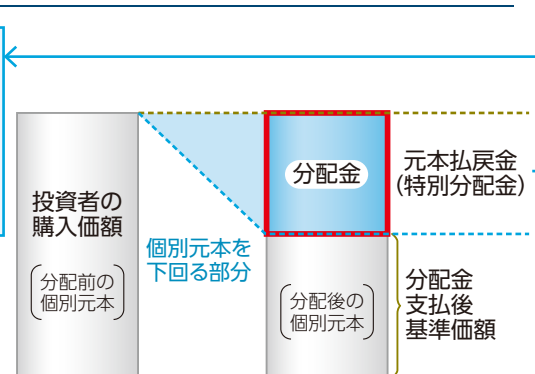 投資者の
購入価額
分配前の
個別元本
個別元本を
下回る部分
分配金
分配後の
個別元本
元本払戻金
(特別分配金)
分配金
支払後
基準価額